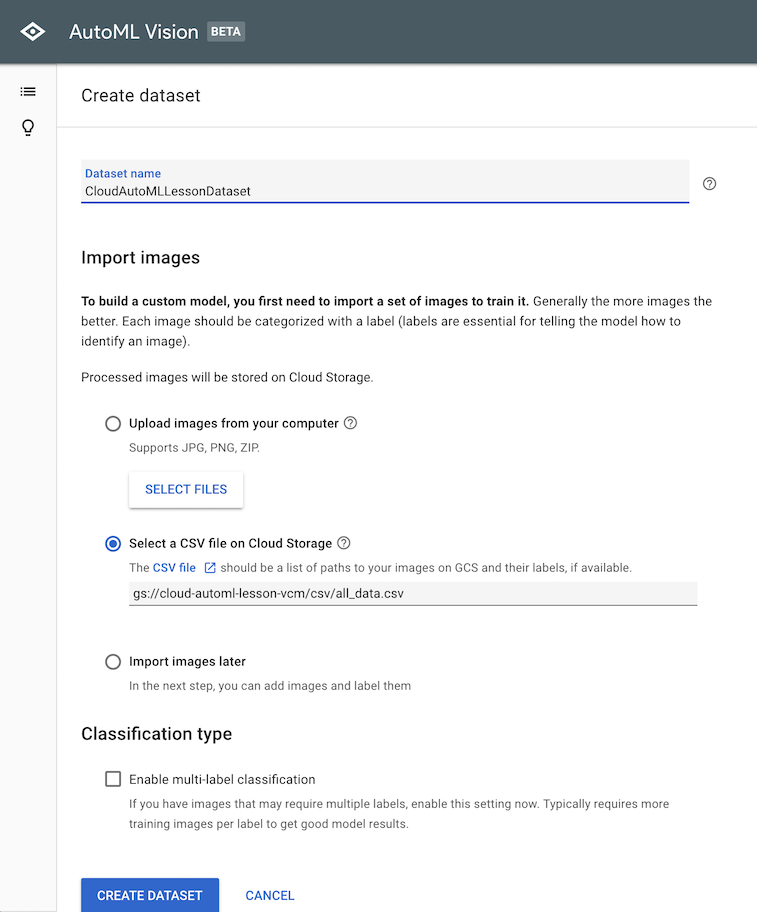 AutoML Vision BETA
Create dataset
Dataset name
CloudAutoMLLessonDataset
Import images
To build a custom model, you first need to import a set of images to train it. Generally the more images the
better. Each image should be categorized with a label (labels are essential for telling the model how to
identify an image).
Processed images will be stored on Cloud Storage.
Upload images from your computer
Supports JPG, PNG, ZIP.
SELECT FILES
Select a CSV file on Cloud Storage
The CSV file should be a list of paths to your images on GCS and their labels, if available.
gs://cloud-automl-lesson-vcm/csv/all_data.csv
Import images later
In the next step, you can add images and label them
Classification type
Enable multi-label classification
If you have images that may require multiple labels, enable this setting now. Typically requires more
training images per label to get good model results.
CREATE DATASET CANCEL